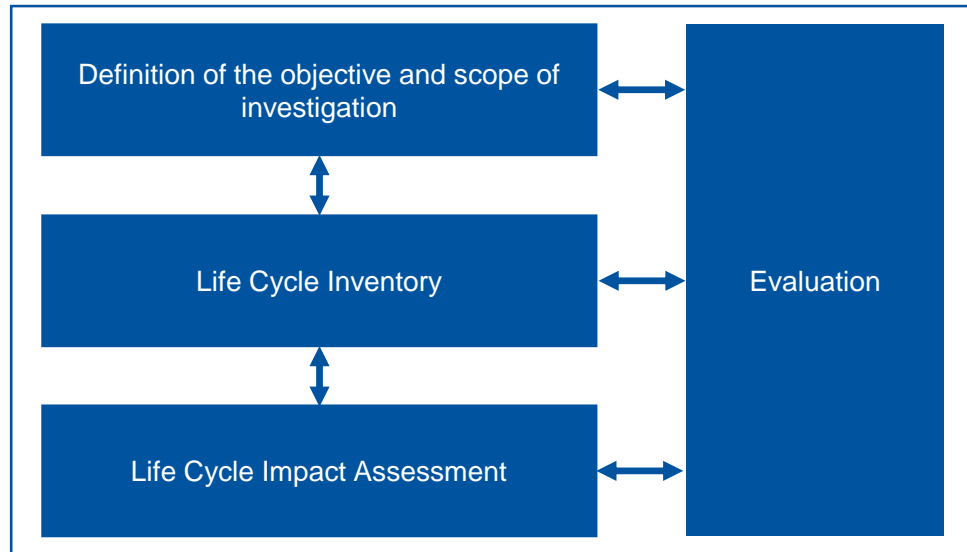 Definition of the objective and scope of
investigation
Life Cycle Inventory
Evaluation
Life Cycle Impact Assessment